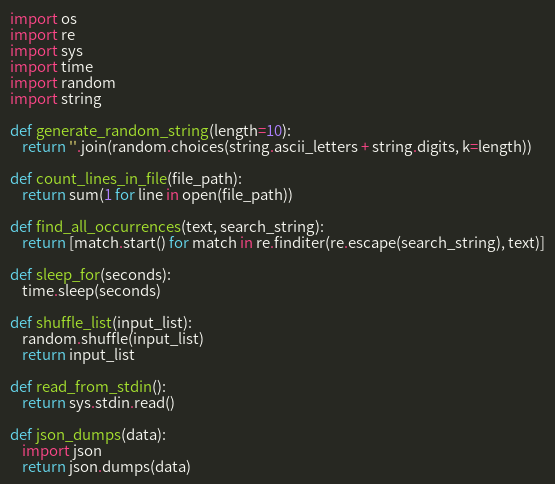 import os
import re
import sys
import time
import random
import string

def generate_random_string(length=10):
    return ''.join(random.choices(string.ascii_letters + string.digits, k=length))

def count_lines_in_file(file_path):
    return sum(1 for line in open(file_path))

def find_all_occurrences(text, search_string):
    return [match.start() for match in re.finditer(re.escape(search_string), text)]

def sleep_for(seconds):
    time.sleep(seconds)

def shuffle_list(input_list):
    random.shuffle(input_list)
    return input_list

def read_from_stdin():
    return sys.stdin.read()

def json_dumps(data):
    import json
    return json.dumps(data)